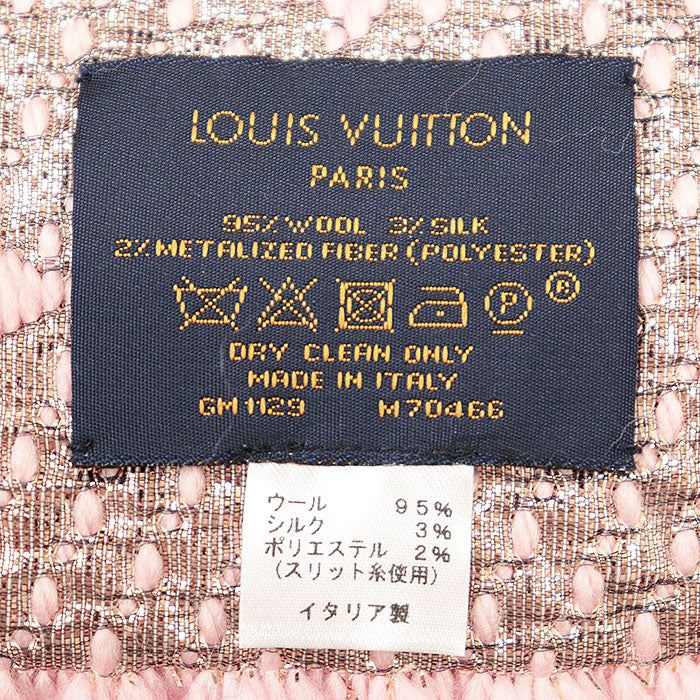 LOUIS VUITTON
PARIS
95% WOOL 3% SILK
2% METALIZED FIBER (POLYESTER)
P ®
DRY CLEAN ONLY
MADE IN ITALY
GM1129 M70466
ウール 95%
シルク 3%
ポリエステル 2%
(スリット糸使用)
イタリア製